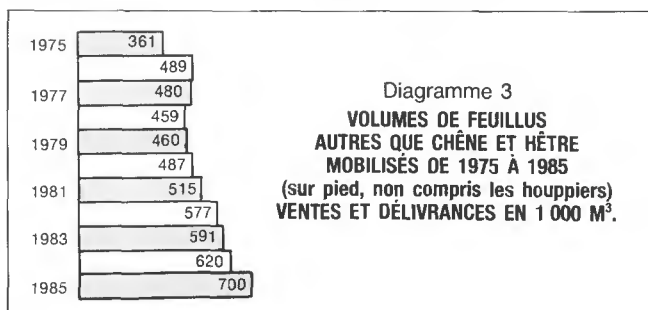 1975 361
489
1977 480
459
1979 460
487
1981 515
577
1983 591
620
1985 700
Diagramme 3
VOLUMES DE FEUILLUS
AUTRES QUE CHÊNE ET HÊTRE
MOBILISÉS DE 1975 À 1985
(sur pied, non compris les houppiers)
VENTES ET DÉLIVRANCES EN 1 000 M³.